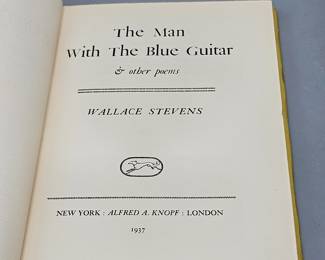 The Man
With The Blue Guitar
& other poems
WALLACE STEVENS
NEW YORK : ALFRED A. KNOPF : LONDON
1937